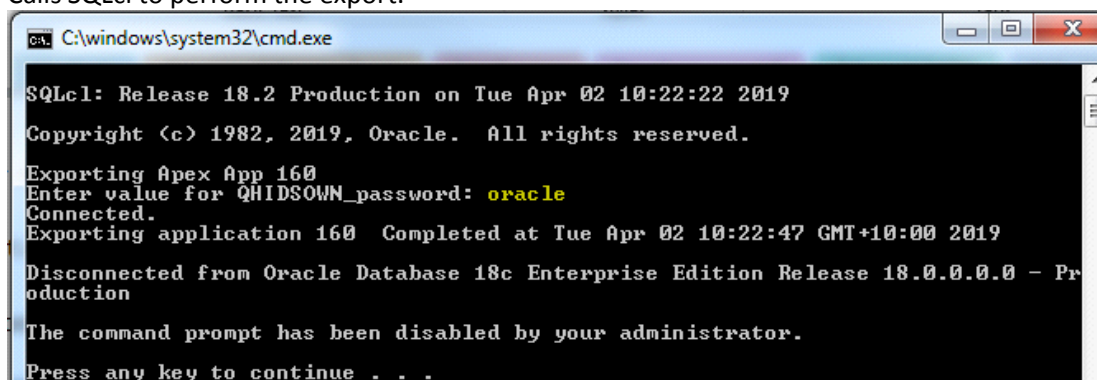 Calls SQLcl to perform the export.
C:\windows\system32\cmd.exe
SQLcl: Release 18.2 Production on Tue Apr 02 10:22:22 2019
Copyright (c) 1982, 2019, Oracle.  All rights reserved.
Exporting Apex App 160
Enter value for QHIDSOWN_password: oracle
Connected.
Exporting application 160  Completed at Tue Apr 02 10:22:47 GMT+10:00 2019
Disconnected from Oracle Database 18c Enterprise Edition Release 18.0.0.0.0 - Pr
oduction
The command prompt has been disabled by your administrator.
Press any key to continue . . .